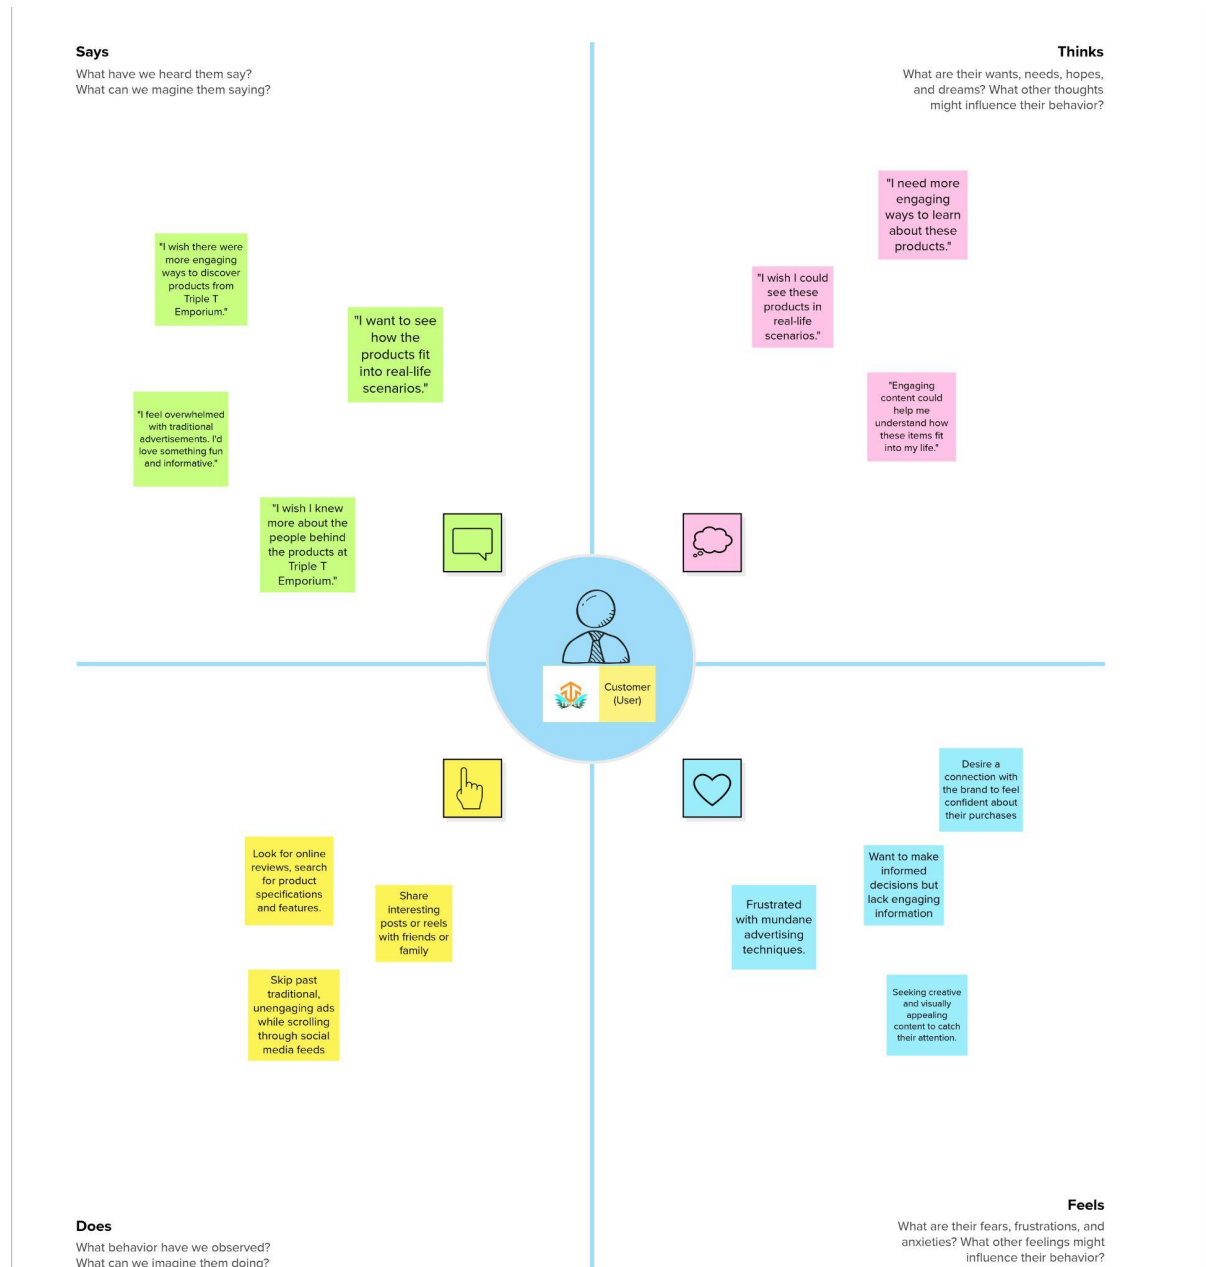 Says
What have we heard them say?
What can we magine them saying?
Thinks
What are their wants, needs, hopes,
and dreams? What other thoughts
might influence their behavior?
"I wish there were
more engaging
ways to discover
products from
Triple T
Emporium."
"I want to see
how the
products fit
into real-life
scenarios."
"I feel overwhelmed
with traditional
advertisements. I'd
love something fun
and informative."
"I wish I knew
more about the
people behind
the products at
Triple T
Emporium."
"I need more
engaging
ways to learn
about these
products."
"I wish I could
see these
products in
real-life
scenarios."
"Engaging
content could
help me
understand how
these items fit
into my life."
Customer
(User)
Look for online
reviews, search
for product
specifications
and features.
Share
interesting
posts or reels
with friends or
family
Skip past
traditional,
unengaging ads
while scrolling
through social
media feeds
Desire a
connection with
the brand to feel
confident about
their purchases
Want to make
informed
decisions but
lack engaging
information
Frustrated
with mundane
advertising
techniques.
Seeking creative
and visually
appealing
content to catch
their attention.
Does
What behavior have we observed?
What can we imagine them doing?
Feels
What are their fears, frustrations, and
anxieties? What other feelings might
influence their behavior?